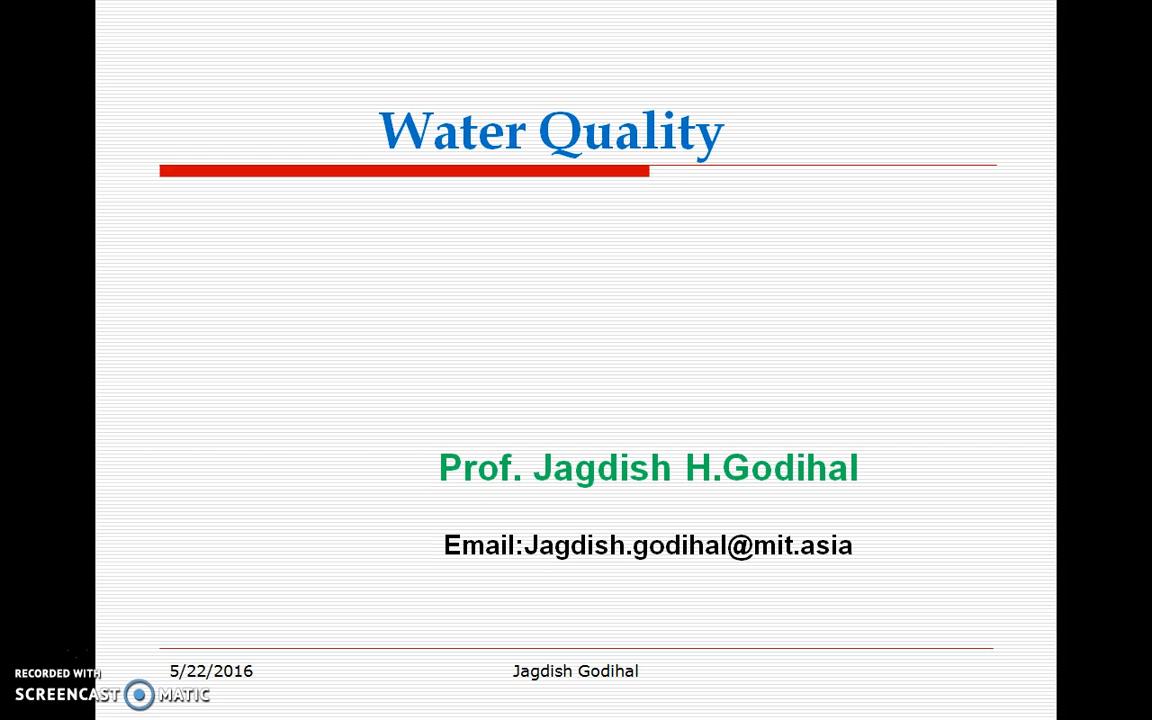 Water Quality
Prof. Jagdish H.Godihal
Email:Jagdish.godihal@mit.asia
5/22/2016
Jagdish Godihal
RECORDED WITH
SCREENCAST MATIC